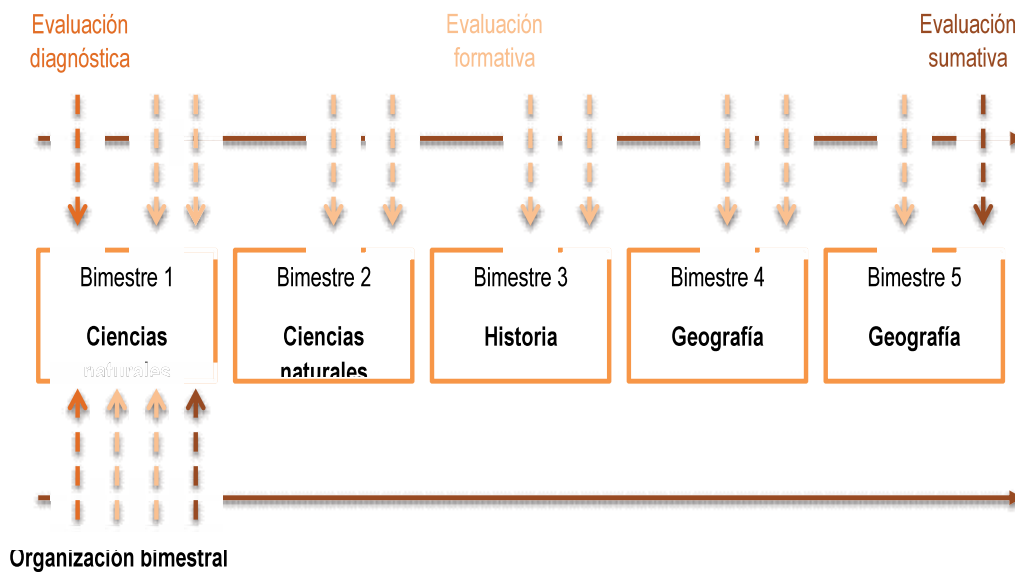 Evaluación
diagnóstica
Evaluación
formativa
Evaluación
sumativa
Bimestre 1
Ciencias
naturales
Bimestre 2
Ciencias
naturales
Bimestre 3
Historia
Bimestre 4
Geografía
Bimestre 5
Geografía
Organización bimestral